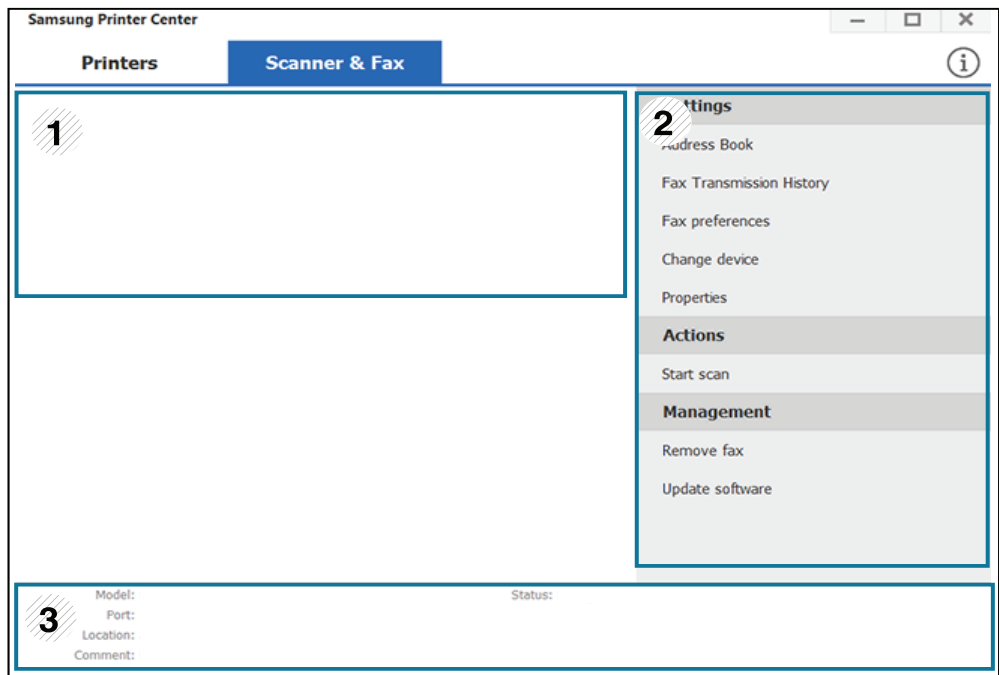 Samsung Printer Center
Printers
Scanner & Fax
1
2
ttings
Address Book
Fax Transmission History
Fax preferences
Change device
Properties
Actions
Start scan
Management
Remove fax
Update software
3
Model:
Status:
Port:
Location:
Comment: